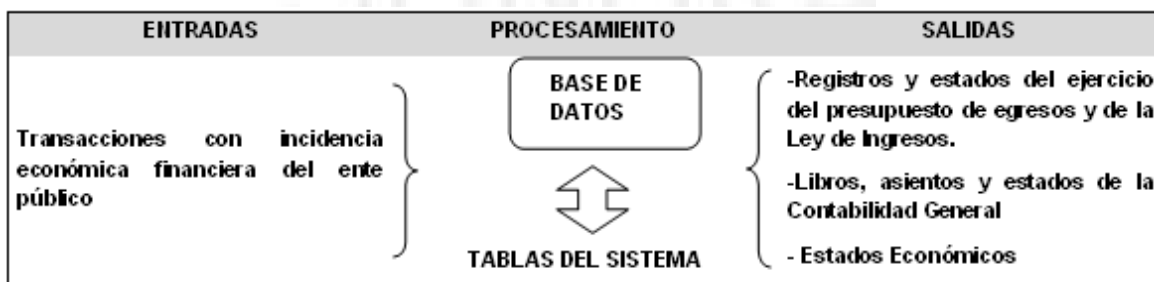 ENTRADAS
PROCESAMIENTO
SALIDAS
Transacciones con incidencia
económica financiera del ente
público
BASE DE
DATOS
TABLAS DEL SISTEMA
-Registros y estados del ejercicio
del presupuesto de egresos y de la
Ley de Ingresos.
-Libros, asientos y estados de la
Contabilidad General
- Estados Económicos